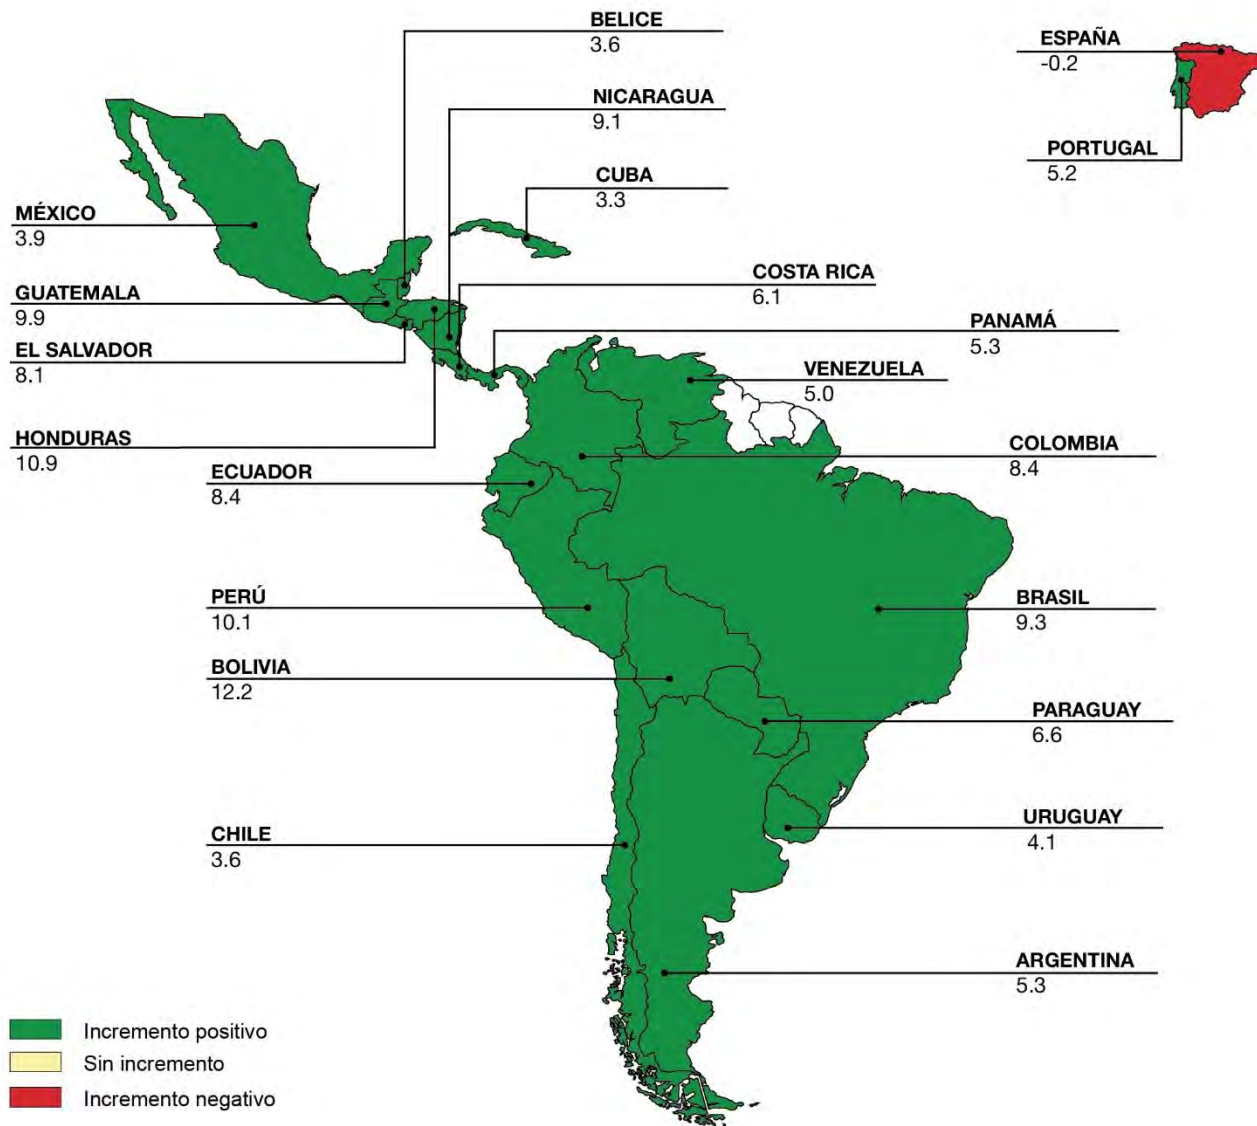 BELICE
3.6
ESPAÑA
-0.2
NICARAGUA
9.1
PORTUGAL
5.2
CUBA
3.3
MÉXICO
3.9
COSTA RICA
6.1
GUATEMALA
9.9
PANAMÁ
5.3
EL SALVADOR
8.1
VENEZUELA
5.0
HONDURAS
10.9
COLOMBIA
8.4
ECUADOR
8.4
PERÚ
10.1
BRASIL
9.3
BOLIVIA
12.2
PARAGUAY
6.6
CHILE
3.6
URUGUAY
4.1
ARGENTINA
5.3
Incremento positivo
Sin incremento
Incremento negativo